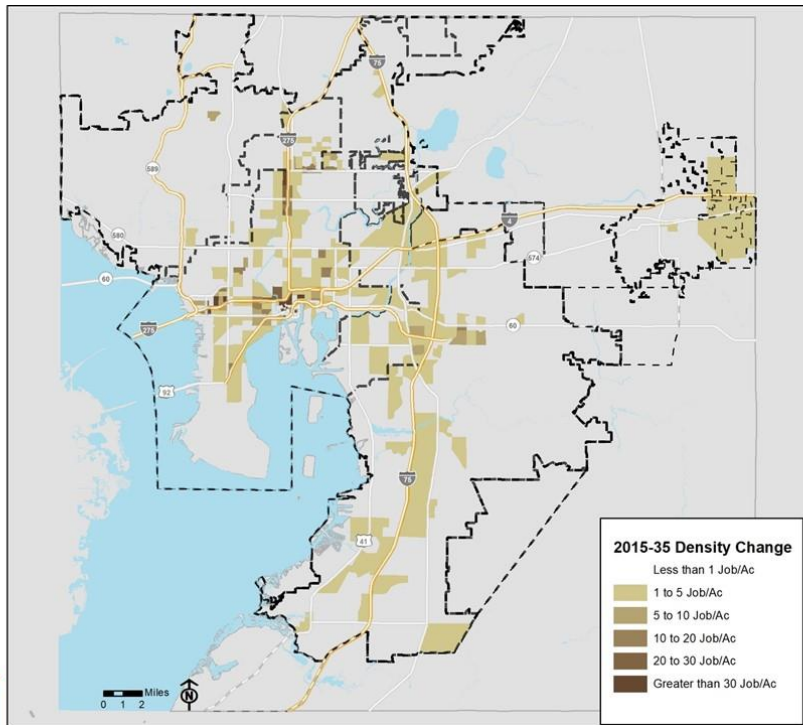 75
275
589
4
580
574
60
60
275
92
75
41
2015-35 Density Change
Less than 1 Job/Ac
1 to 5 Job/Ac
5 to 10 Job/Ac
10 to 20 Job/Ac
20 to 30 Job/Ac
Greater than 30 Job/Ac
Miles
0 1 2
N